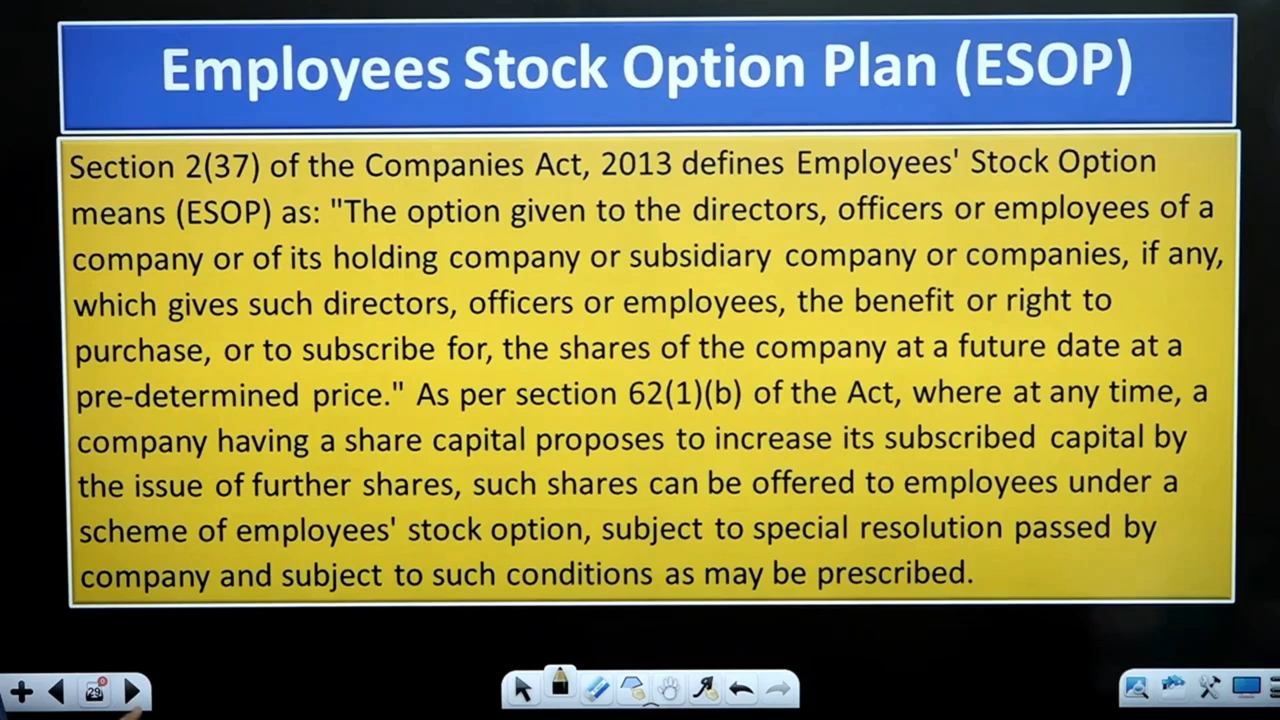 Employees Stock Option Plan (ESOP)
Section 2(37) of the Companies Act, 2013 defines Employees' Stock Option
means (ESOP) as: "The option given to the directors, officers or employees of a
company or of its holding company or subsidiary company or companies, if any,
which gives such directors, officers or employees, the benefit or right to
purchase, or to subscribe for, the shares of the company at a future date at a
pre-determined price." As per section 62(1)(b) of the Act, where at any time, a
company having a share capital proposes to increase its subscribed capital by
the issue of further shares, such shares can be offered to employees under a
scheme of employees' stock option, subject to special resolution passed by
company and subject to such conditions as may be prescribed.
29